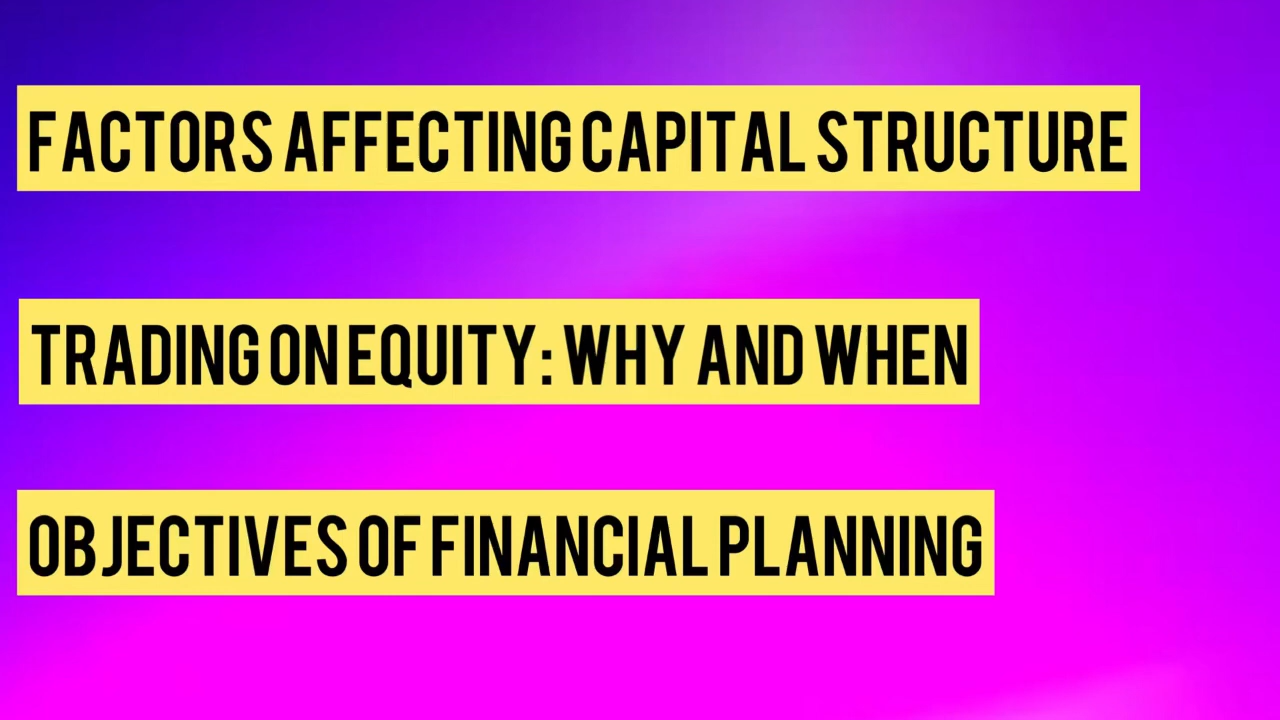 FACTORS AFFECTING CAPITAL STRUCTURE
TRADING ON EQUITY: WHY AND WHEN
OBJECTIVES OF FINANCIAL PLANNING